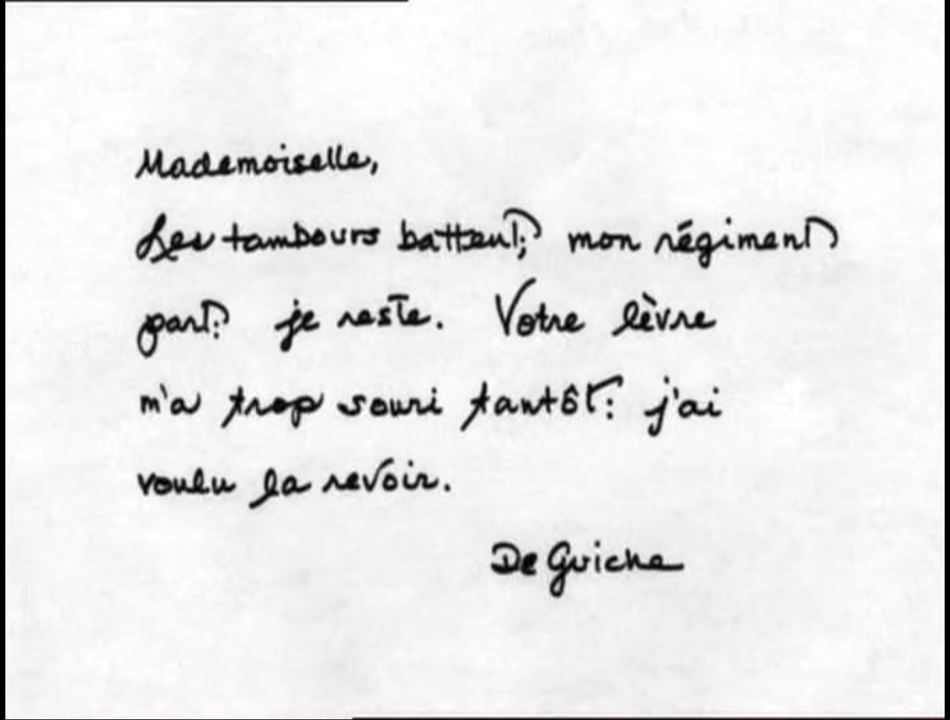 Mademoiselle,
Les tambours battent; mon régiment
part: je reste. Votre lèvre
m'a trop souri tantôt: j'ai
voulu la revoir.
De Guiche